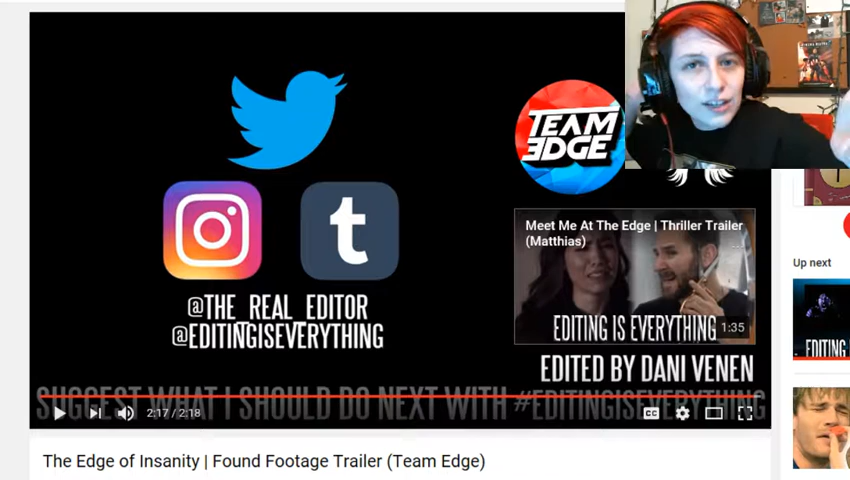 TEAM
EDGE
Meet Me At The Edge | Thriller Trailer
(Matthias)
@THE_REAL_EDITOR
@EDITINGISEVERYTHING
EDITING IS EVERYTHING
1:35
EDITED BY DANI VENEN
SUGGEST WHAT I SHOULD DO NEXT WITH #EDITINGISEVERYTHING
2:17 / 2:18
CC
The Edge of Insanity | Found Footage Trailer (Team Edge)
Up next
EDITING